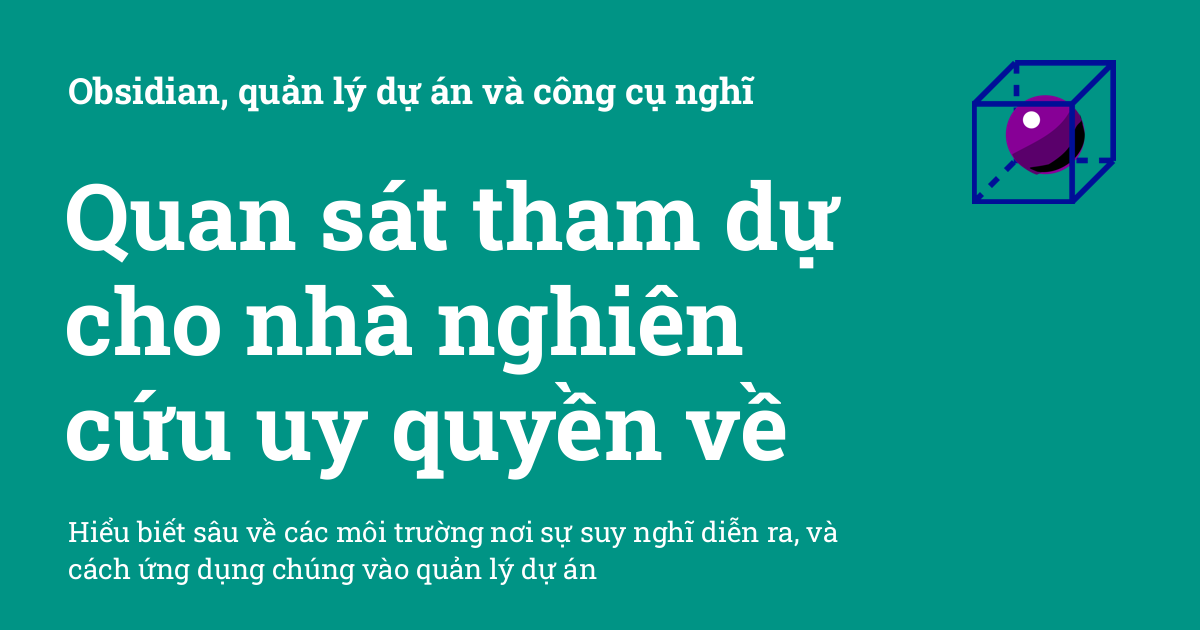 Obsidian, quản lý dự án và công cụ nghĩ
Quan sát tham dự
cho nhà nghiên
cứu uy quyền về
Hiểu biết sâu về các môi trường nơi sự suy nghĩ diễn ra, và
cách ứng dụng chúng vào quản lý dự án